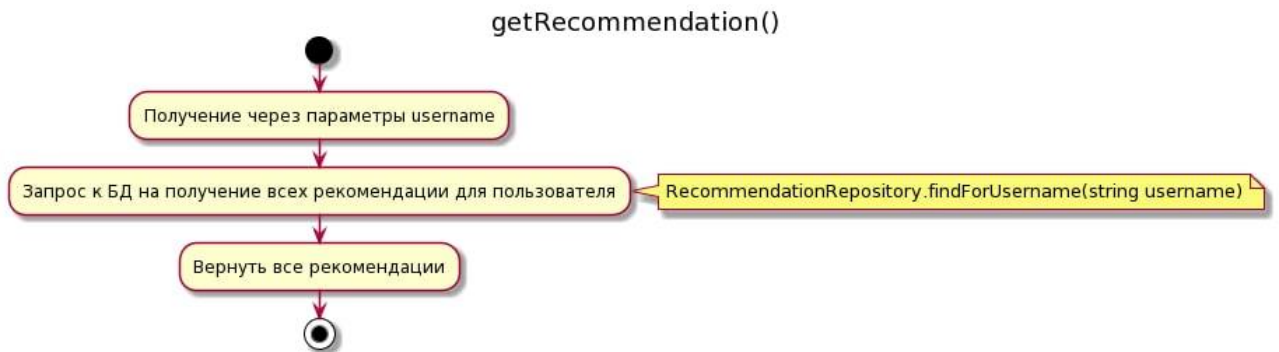 getRecommendation()
Получение через параметры username
Запрос к БД на получение всех рекомендации для пользователя
RecommendationRepository.findForUsername(string username)
Вернуть все рекомендации